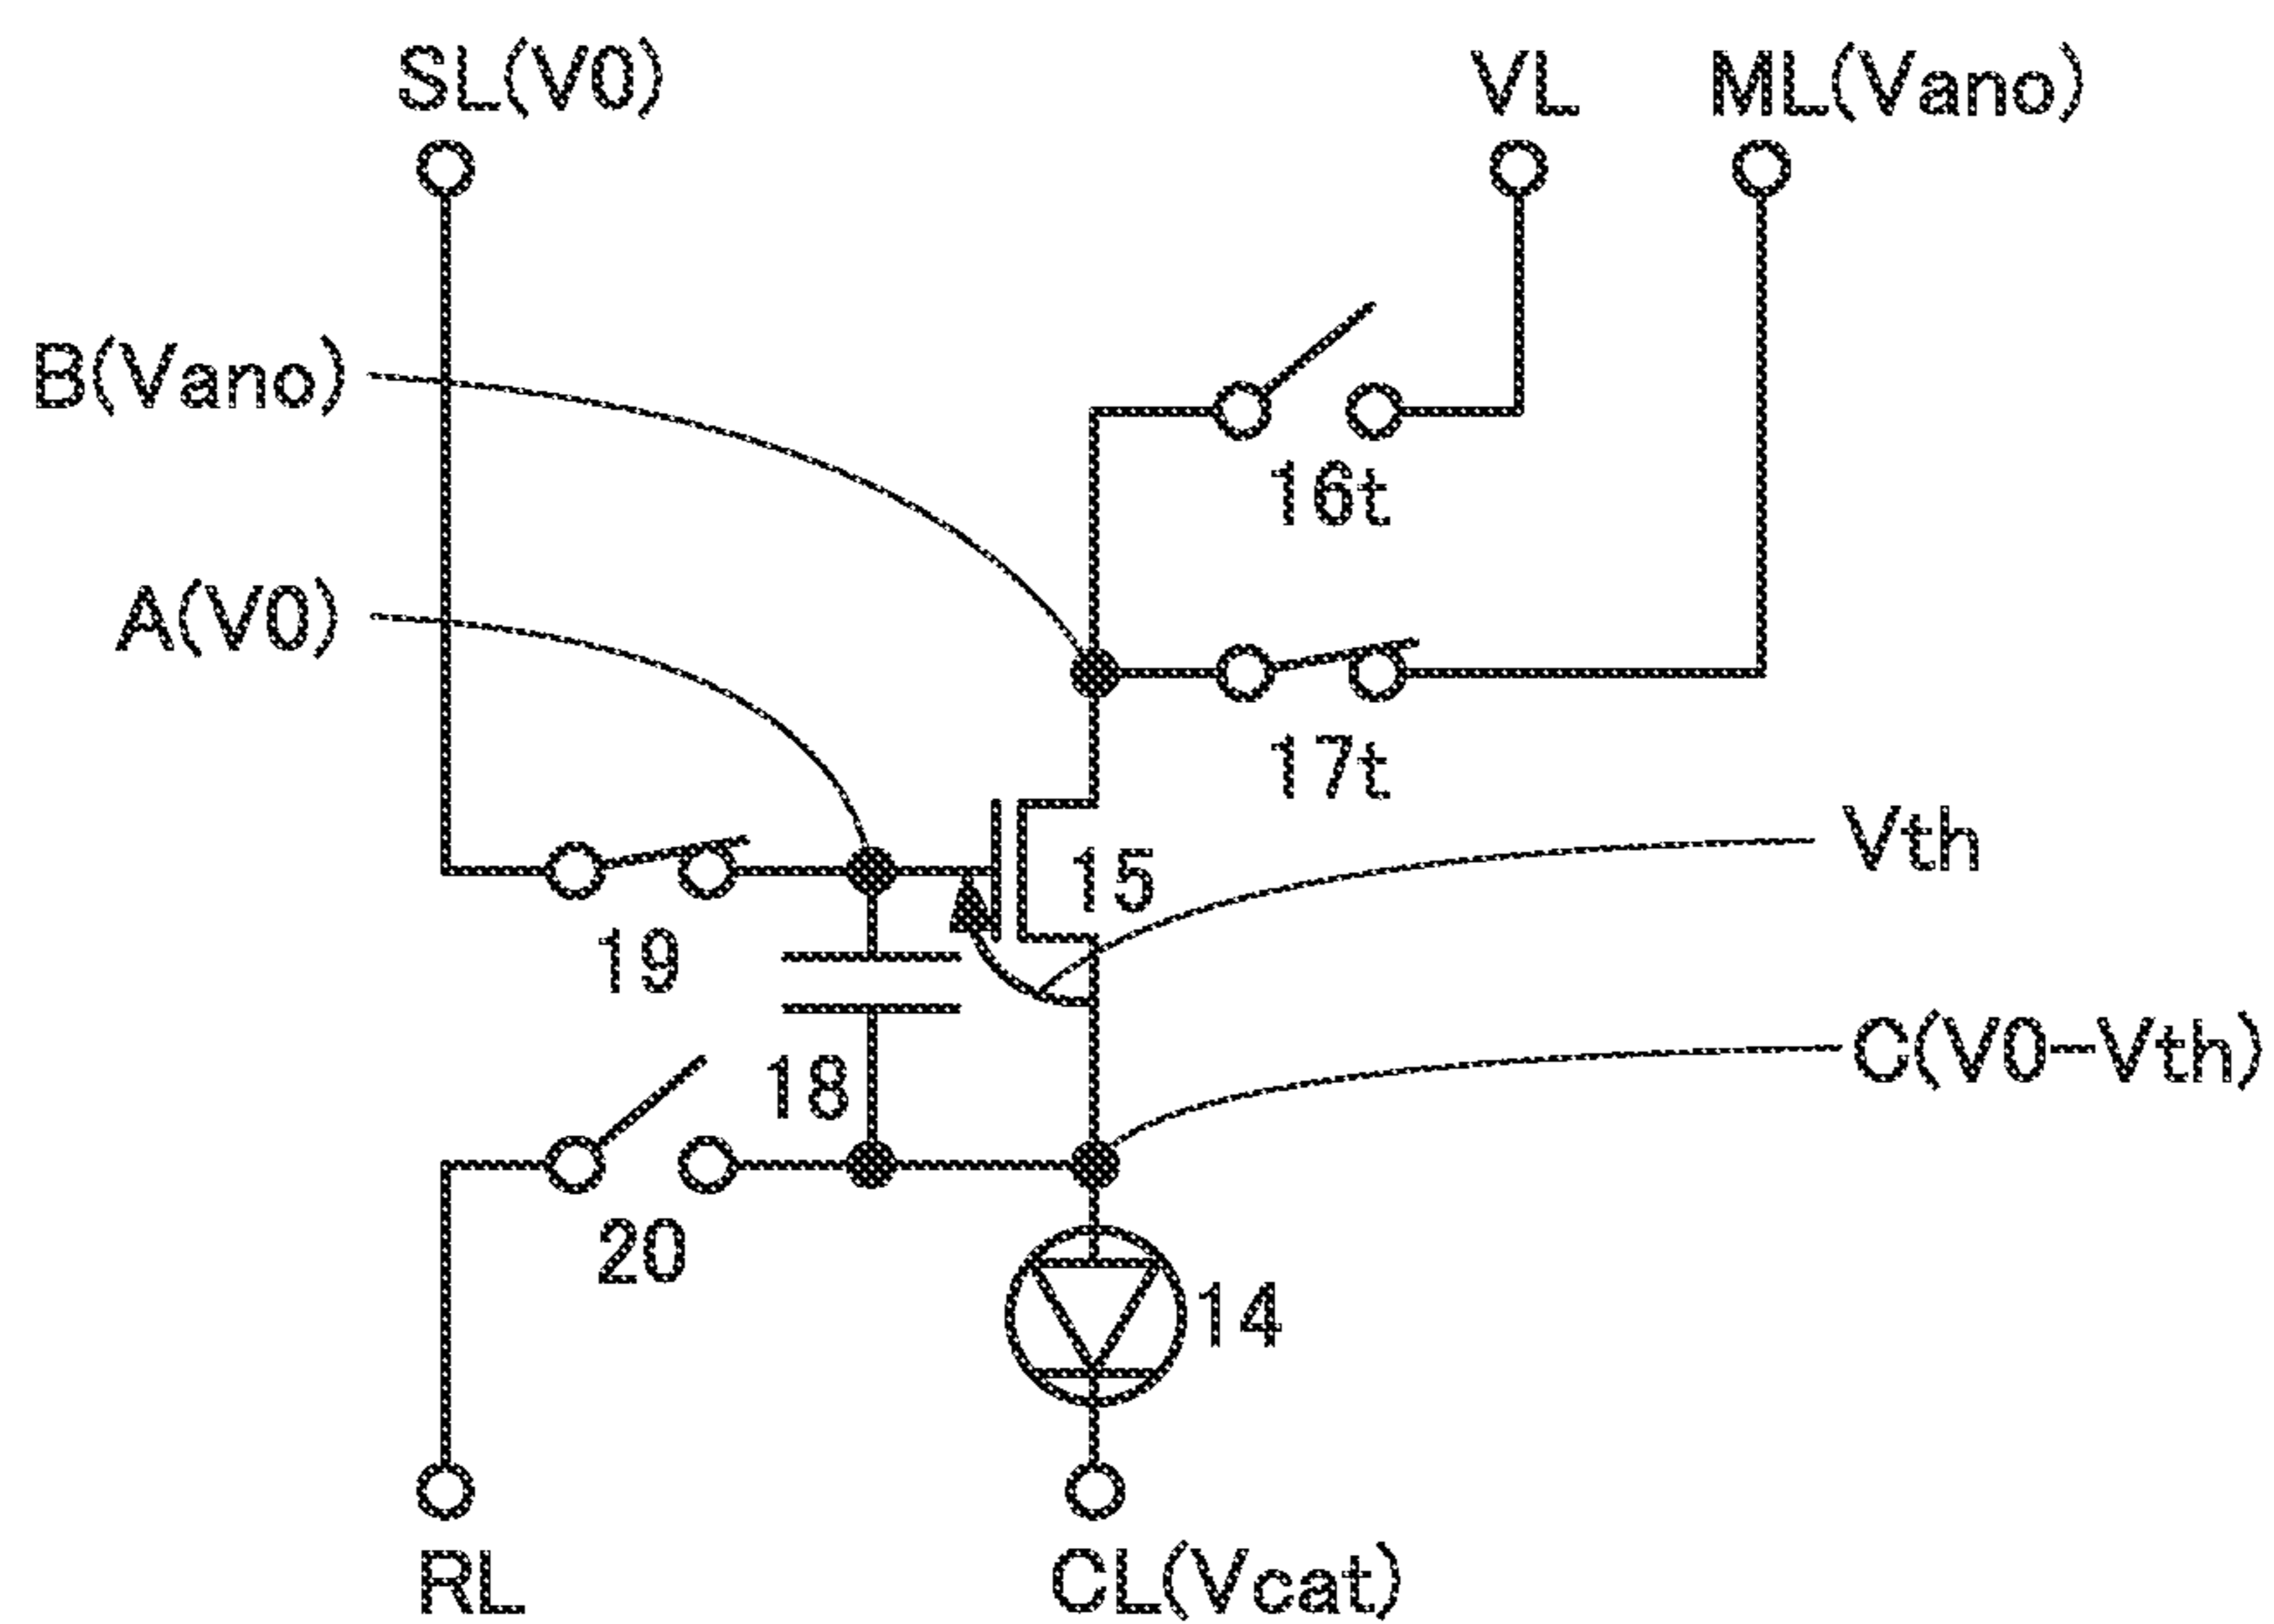 SL(V0)
VL
ML(Vano)
B(Vano)
16t
A(V0)
17t
Vth
15
19
C(V0-Vth)
18
20
14
RL
CL(Vcat)